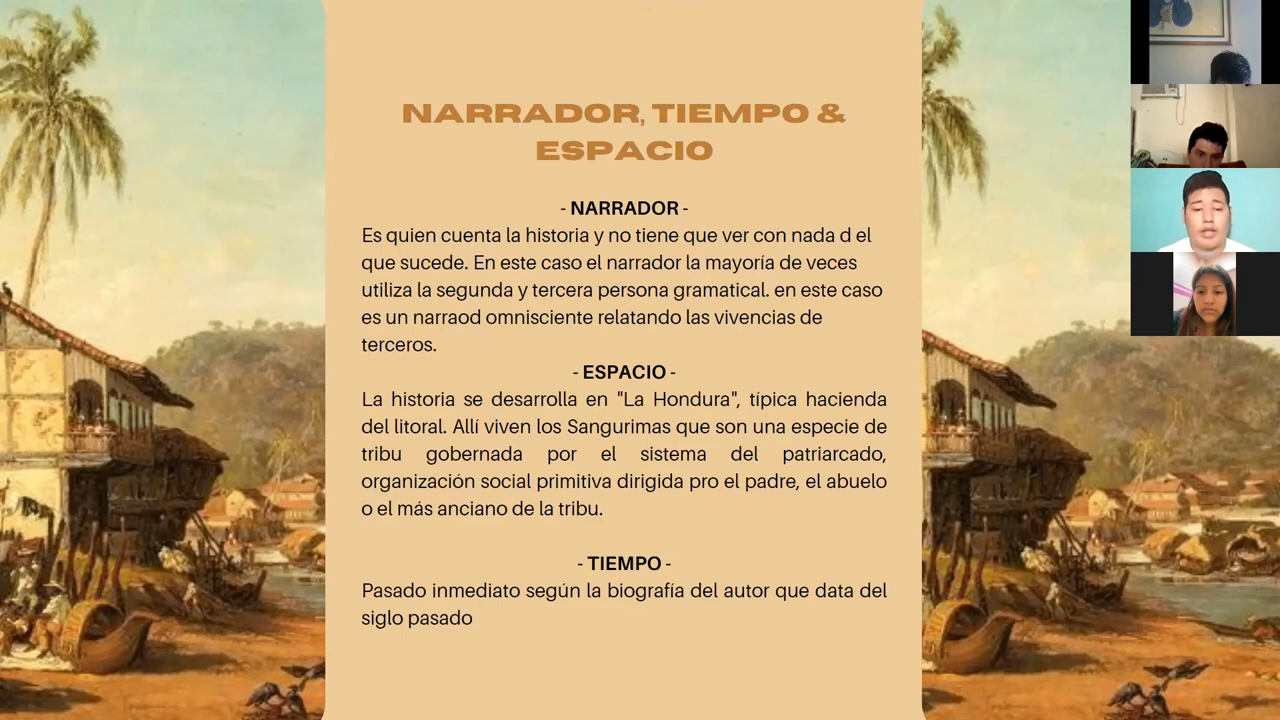 NARRADOR, TIEMPO &
ESPACIO
- NARRADOR -
Es quien cuenta la historia y no tiene que ver con nada d el
que sucede. En este caso el narrador la mayoría de veces
utiliza la segunda y tercera persona gramatical. en este caso
es un narraod omnisciente relatando las vivencias de
terceros.
- ESPACIO -
La historia se desarrolla en "La Hondura", típica hacienda
del litoral. Allí viven los Sangurimas que son una especie de
tribu gobernada por el sistema del patriarcado,
organización social primitiva dirigida pro el padre, el abuelo
o el más anciano de la tribu.
- TIEMPO -
Pasado inmediato según la biografía del autor que data del
siglo pasado